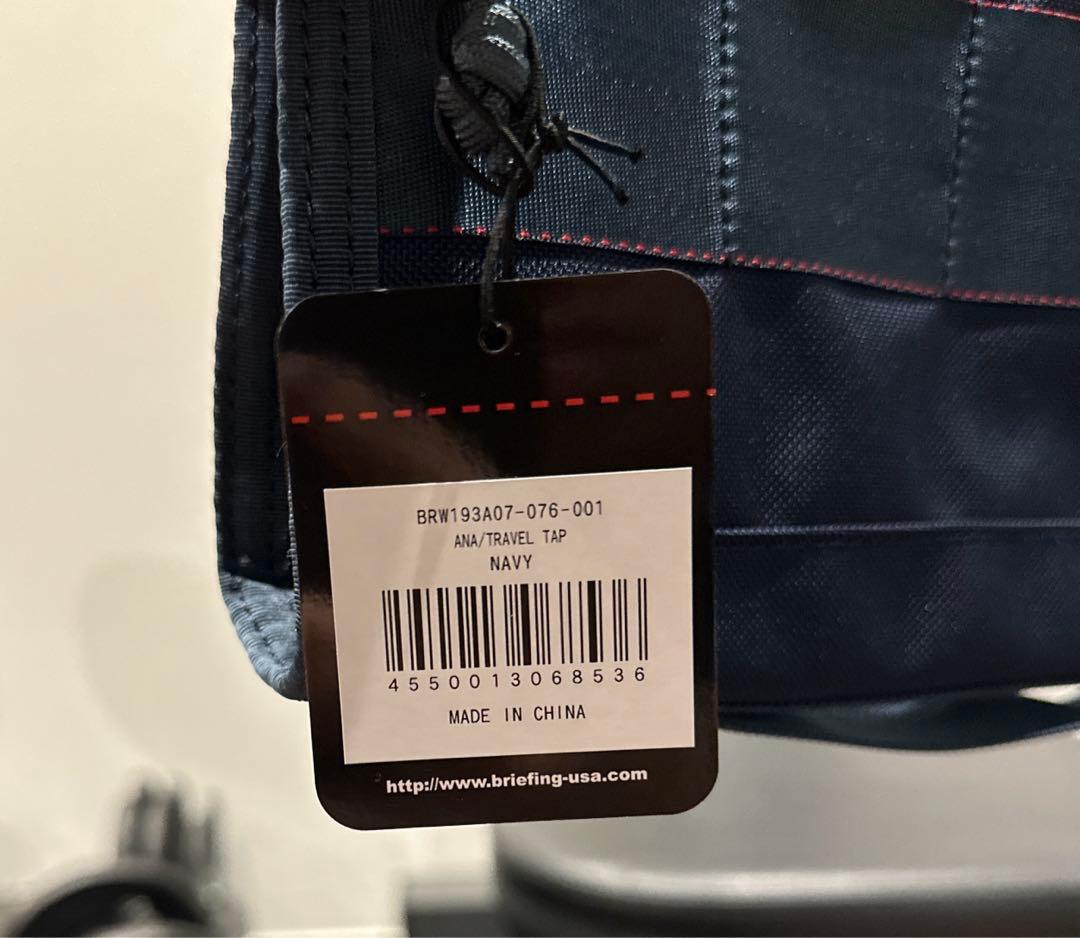 BRW193A07-076-001
ANA/TRAVEL TAP
NAVY
4550013068536
MADE IN CHINA
http://www.briefing-usa.com